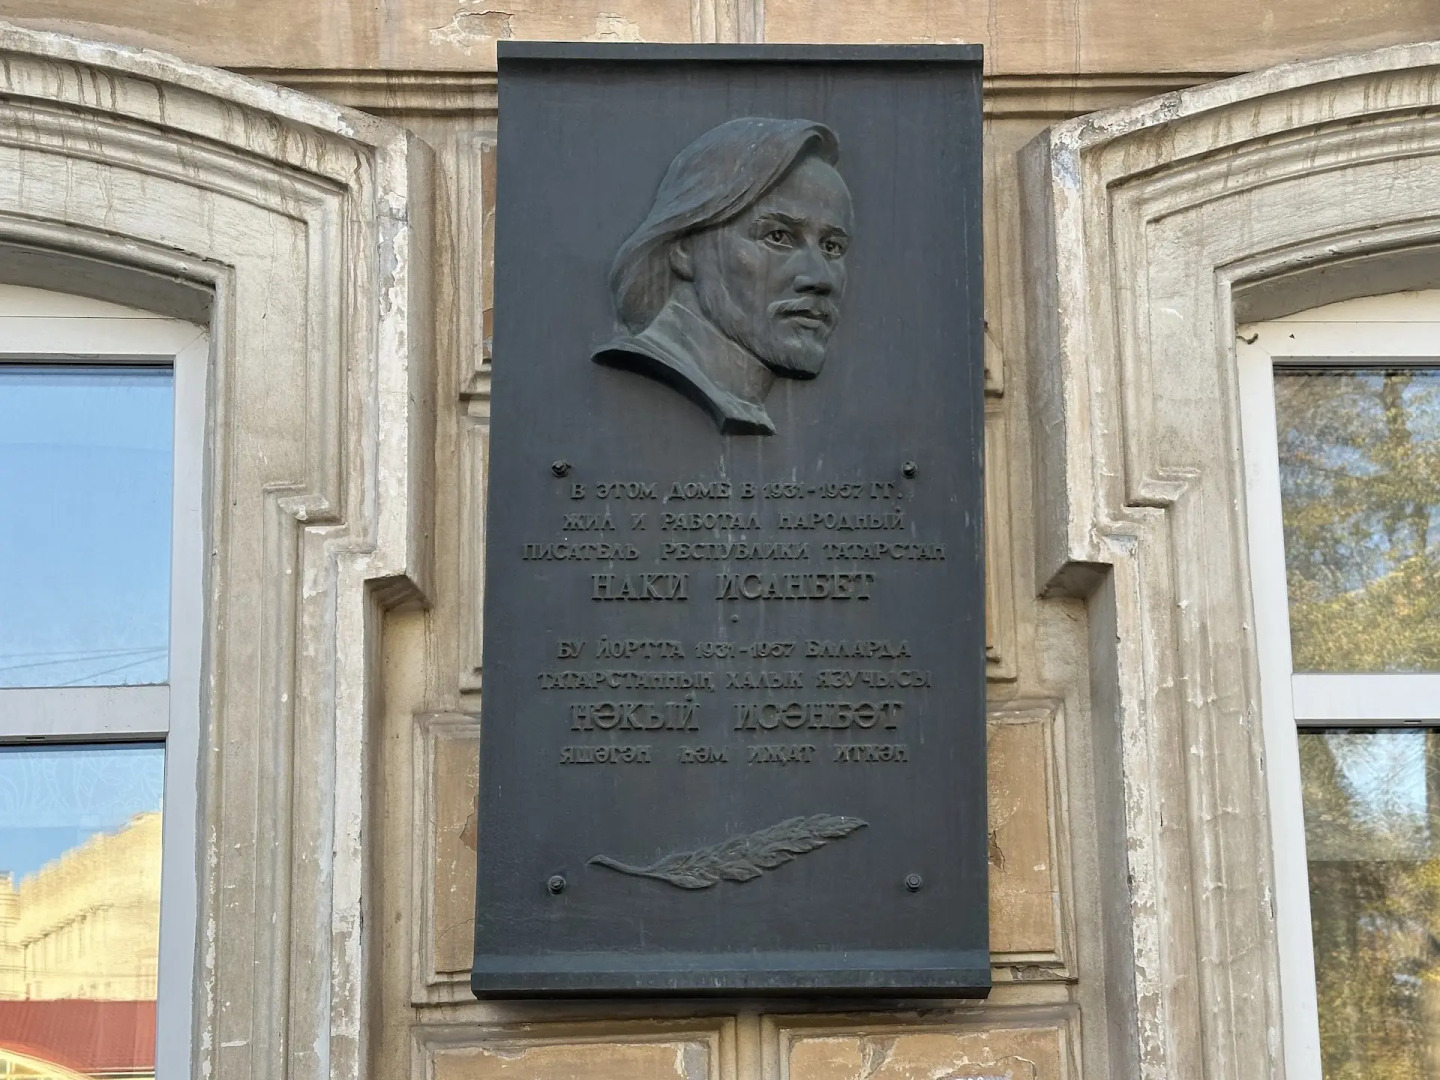 В ЭТОМ ДОМЕ В 1931-1957 ГГ.
ЖИЛ И РАБОТАЛ НАРОДНЫЙ
ПИСАТЕЛЬ РЕСПУБЛИКИ ТАТАРСТАН
НАКИ ИСАНБЕТ
БУ ЙОРТТА 1931-1957 ЕЛЛАРДА
ТАТАРСТАННЫҢ ХАЛЫК ЯЗУЧЫСЫ
НӘКЫЙ ИСӘНБӘТ
ЯШӘГӘН ҺӘМ ИҖАТ ИТКӘН